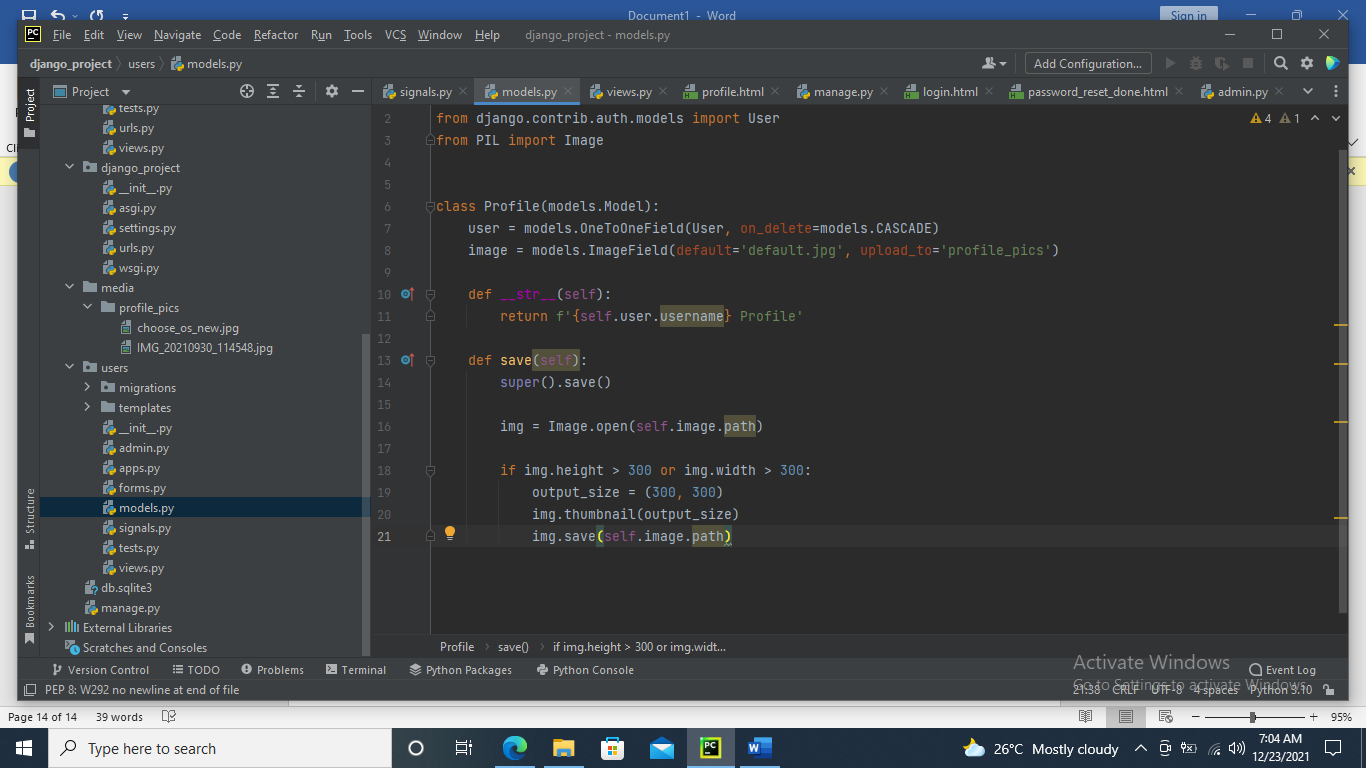 Document1 - Word
Sign in
File Edit View Navigate Code Refactor Run Tools VCS Window Help django_project - models.py
django_project users models.py
Add Configuration...
Project
signals.py models.py views.py profile.html manage.py login.html password_reset_done.html admin.py
Project
tests.py
urls.py
views.py
django_project
__init__.py
asgi.py
settings.py
urls.py
wsgi.py
media
profile_pics
choose_os_new.jpg
IMG_20210930_114548.jpg
users
migrations
templates
__init__.py
admin.py
apps.py
forms.py
models.py
signals.py
tests.py
views.py
db.sqlite3
manage.py
External Libraries
Scratches and Consoles
Structure
Bookmarks
4 1
2 from django.contrib.auth.models import User
3 from PIL import Image
4
5
6 class Profile(models.Model):
7 user = models.OneToOneField(User, on_delete=models.CASCADE)
8 image = models.ImageField(default='default.jpg', upload_to='profile_pics')
9
10 def __str__(self):
11 return f'{self.user.username} Profile'
12
13 def save(self):
14 super().save()
15
16 img = Image.open(self.image.path)
17
18 if img.height > 300 or img.width > 300:
19 output_size = (300, 300)
20 img.thumbnail(output_size)
21 img.save(self.image.path)
Profile save() if img.height > 300 or img.widt...
Version Control TODO Problems Terminal Python Packages Python Console
Event Log
Activate Windows
Go to Settings to activate Windows.
PEP 8: W292 no newline at end of file
21:38 CRLF UTF-8 4 spaces Python 3.10
Page 14 of 14 39 words
95%
Type here to search
26°C Mostly cloudy
7:04 AM
12/23/2021